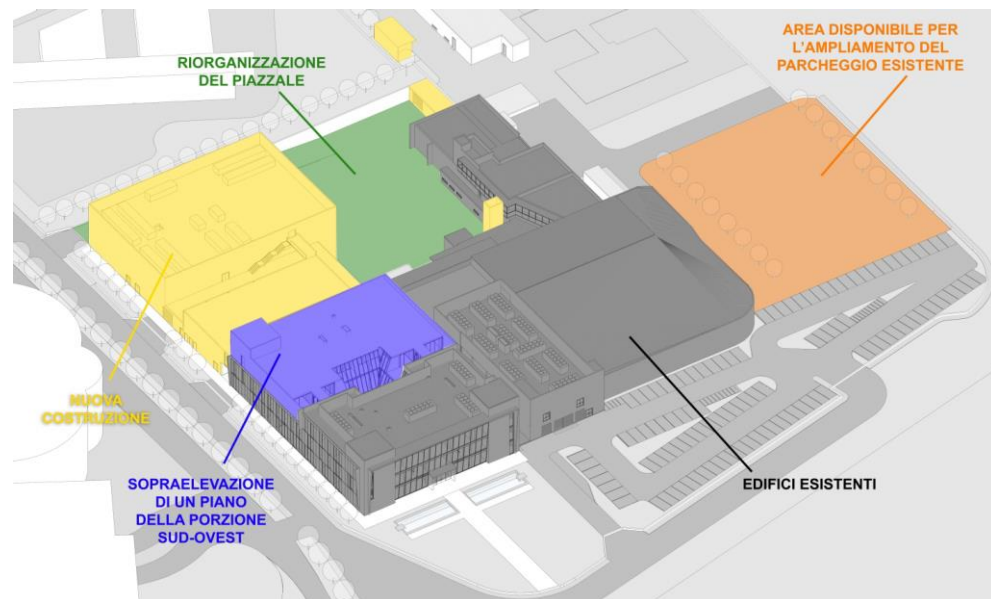 RIORGANIZZAZIONE
DEL PIAZZALE
AREA DISPONIBILE PER
L'AMPLIAMENTO DEL
PARCHEGGIO ESISTENTE
NUOVA
COSTRUZIONE
SOPRAELEVAZIONE
DI UN PIANO
DELLA PORZIONE
SUD-OVEST
EDIFICI ESISTENTI